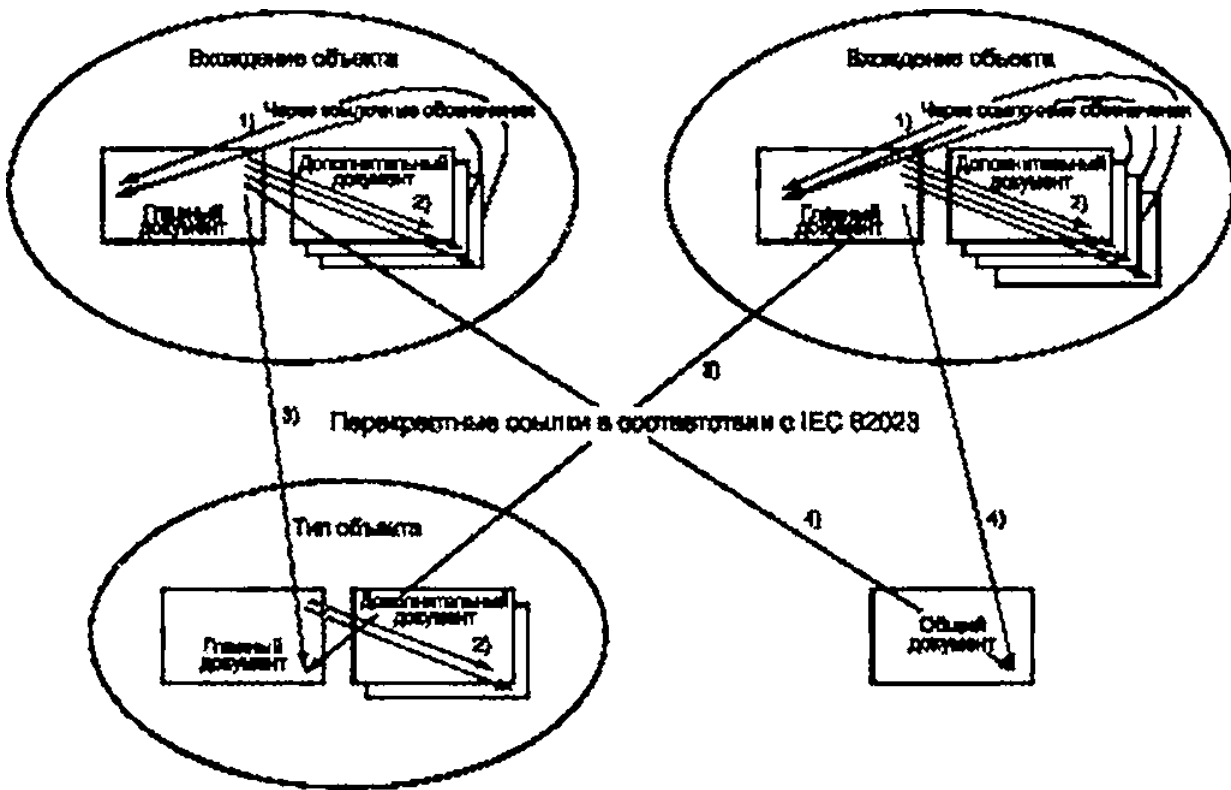 Вхождение объекта
Через ссылочные обозначения
1)
Дополнительный
документ
2)
Главный
документ
Вхождение объекта
Через ссылочные обозначения
1)
Дополнительный
документ
2)
Главный
документ
3)
3)
Перекрестные ссылки в соответствии с IEC 62023
Тип объекта
4)
4)
Дополнительный
документ
Главный
документ
2)
Общий
документ